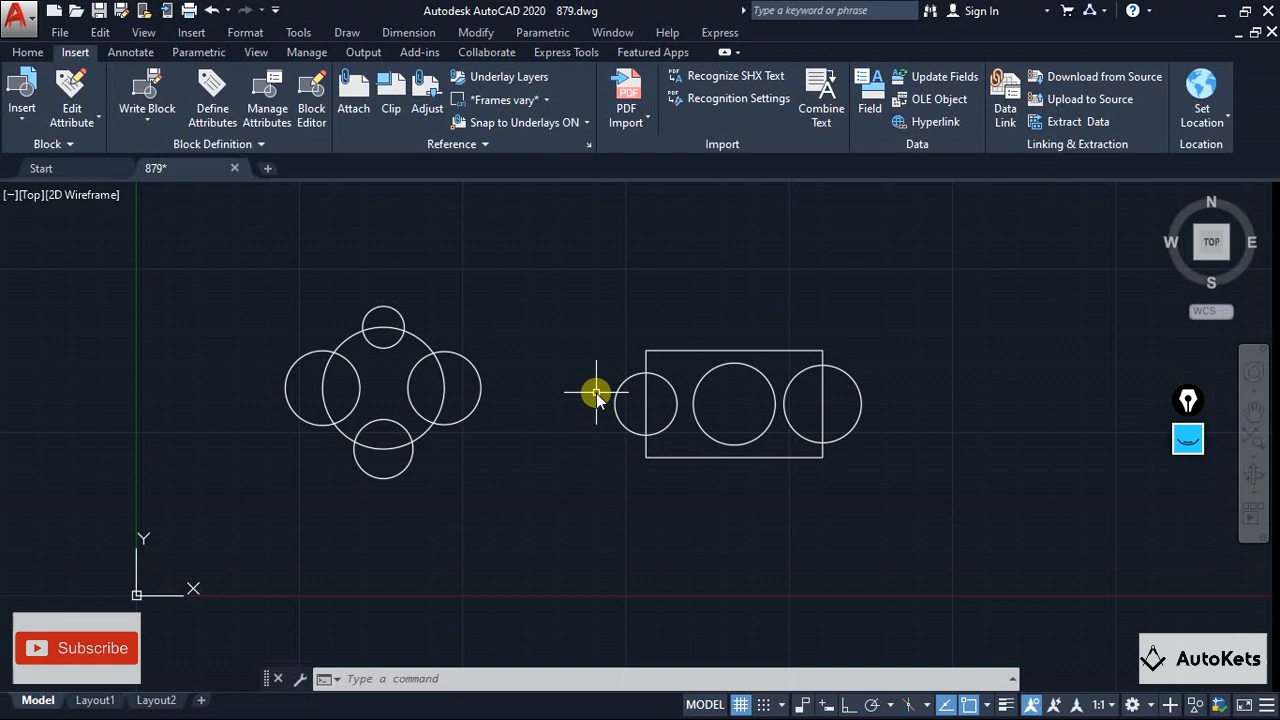 Autodesk AutoCAD 2020 879.dwg
Type a keyword or phrase
Sign In
File Edit View Insert Format Tools Draw Dimension Modify Parametric Window Help Express
Home Insert Annotate Parametric View Manage Output Add-ins Collaborate Express Tools Featured Apps
Insert
Edit
Attribute
Write Block
Define
Attributes
Manage
Attributes
Block
Editor
Attach
Clip
Adjust
Underlay Layers
*Frames vary*
Snap to Underlays ON
PDF
PDF
Import
Recognize SHX Text
Recognition Settings
Combine
Text
Field
Update Fields
OLE Object
Hyperlink
Data
Link
Download from Source
Upload to Source
Extract Data
Set
Location
Block
Block Definition
Reference
Import
Data
Linking & Extraction
Location
Start
879*
[−][Top][2D Wireframe]
N
W
TOP
E
S
WCS
Y
X
Subscribe
AutoKets
Type a command
Model Layout1 Layout2
MODEL
1:1